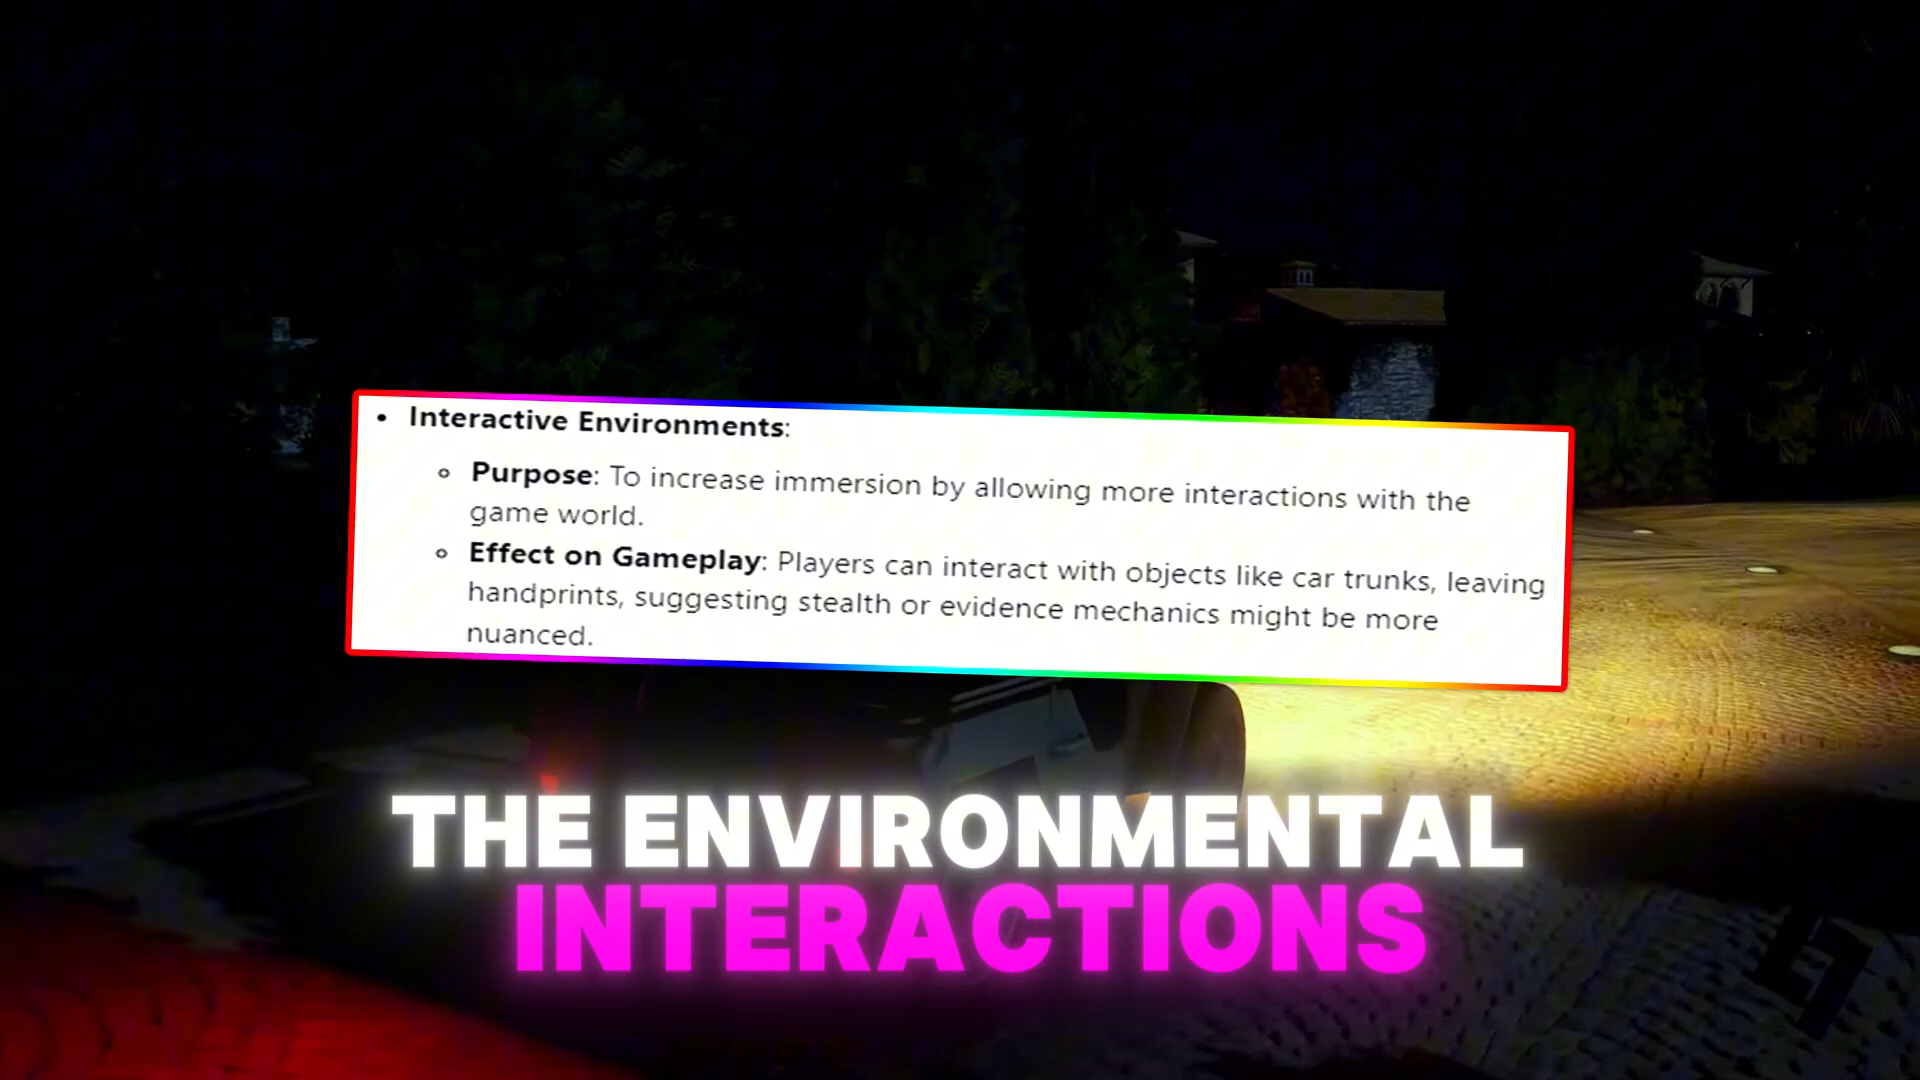 • Interactive Environments:
○ Purpose: To increase immersion by allowing more interactions with the
game world.
○ Effect on Gameplay: Players can interact with objects like car trunks, leaving
handprints, suggesting stealth or evidence mechanics might be more
nuanced.
THE ENVIRONMENTAL
INTERACTIONS